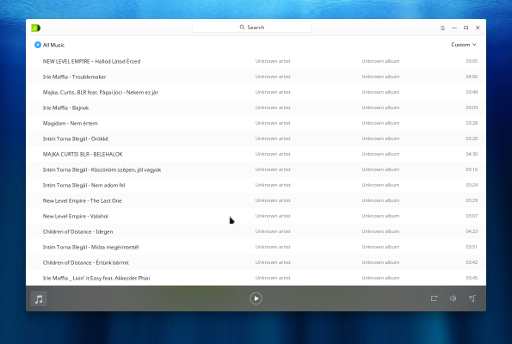 Search
All Music Custom
NEW LEVEL EMPIRE – Hallod Látod Érzed Unknown artist Unknown album 03:05
Irie Maffia - Troublemaker Unknown artist Unknown album 04:00
Majka, Curtis, BLR feat. Pápai Joci - Nekem ez jár Unknown artist Unknown album 03:49
Irie Maffia - Bajnok Unknown artist Unknown album 03:03
Magidom - Nem értem Unknown artist Unknown album 03:28
Intim Torna Illegál - Örökké Unknown artist Unknown album 03:20
MAJKA CURTIS BLR - BELEHALOK Unknown artist Unknown album 04:30
Intim Torna Illegál - Köszönöm szépen, jól vagyok Unknown artist Unknown album 03:16
Intim Torna Illegál - Nem adom fel Unknown artist Unknown album 03:24
New Level Empire - The Last One Unknown artist Unknown album 03:29
New Level Empire - Valahol Unknown artist Unknown album 03:07
Children of Distance - Idegen Unknown artist Unknown album 04:23
Intim Torna Illegál - Midra megérintettél Unknown artist Unknown album 03:51
Children of Distance - Értünk bármit Unknown artist Unknown album 03:42
Irie Maffia _ Livin' it Easy feat. Akkezdet Phiai Unknown artist Unknown album 03:45